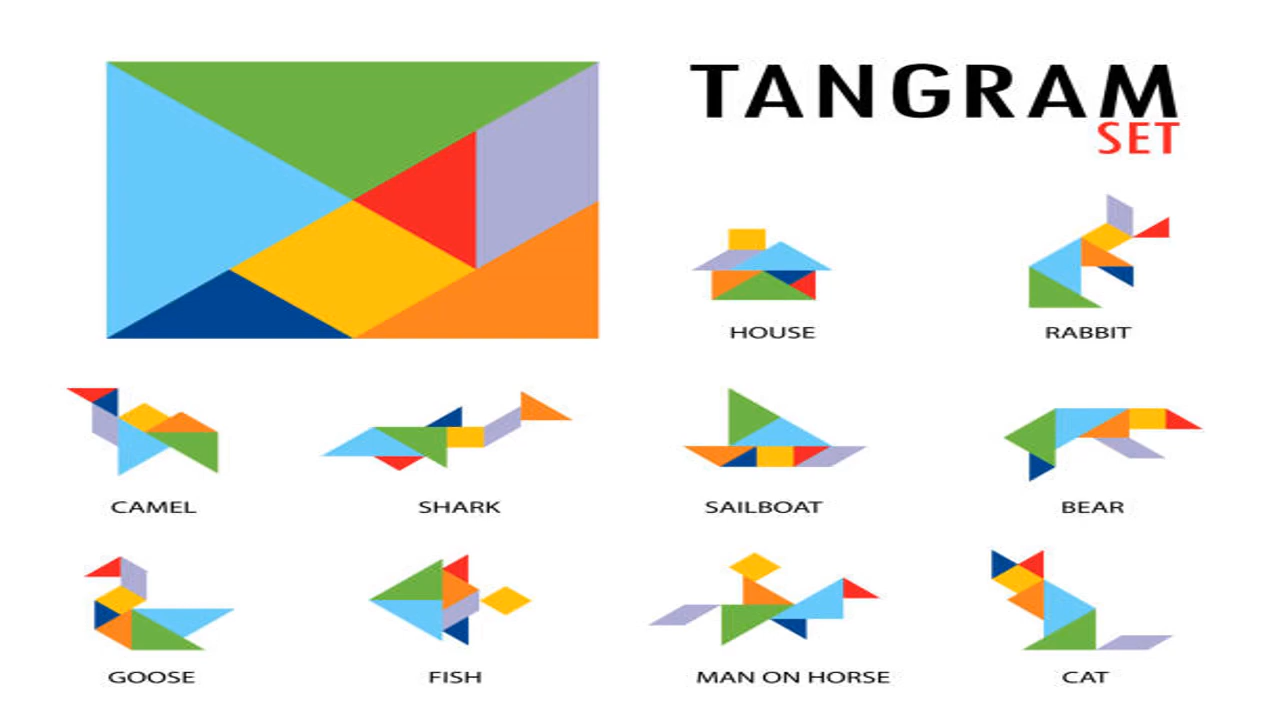 TANGRAM
SET
HOUSE
RABBIT
CAMEL
SHARK
SAILBOAT
BEAR
GOOSE
FISH
MAN ON HORSE
CAT